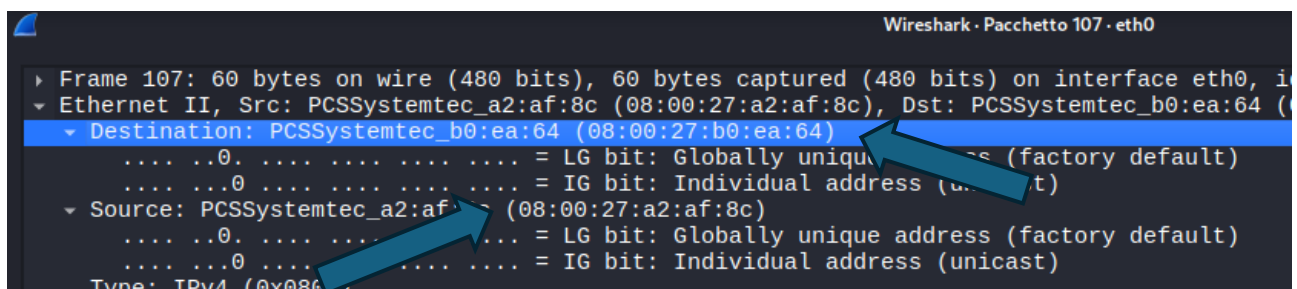 Wireshark · Pacchetto 107 · eth0
Frame 107: 60 bytes on wire (480 bits), 60 bytes captured (480 bits) on interface eth0,
Ethernet II, Src: PCSSystemtec_a2:af:8c (08:00:27:a2:af:8c), Dst: PCSSystemtec_b0:ea:64
Destination: PCSSystemtec_b0:ea:64 (08:00:27:b0:ea:64)
.... ..0. .... .... .... .... = LG bit: Globally address (factory default)
.... ...0 .... .... .... .... = IG bit: Individual address
Source: (08:00:27:a2:af:8c)
.... ..0. .... .... = LG bit: Globally unique address (factory default)
.... ...0 .... .... .... = IG bit: Individual address (unicast)
Type: IPv4